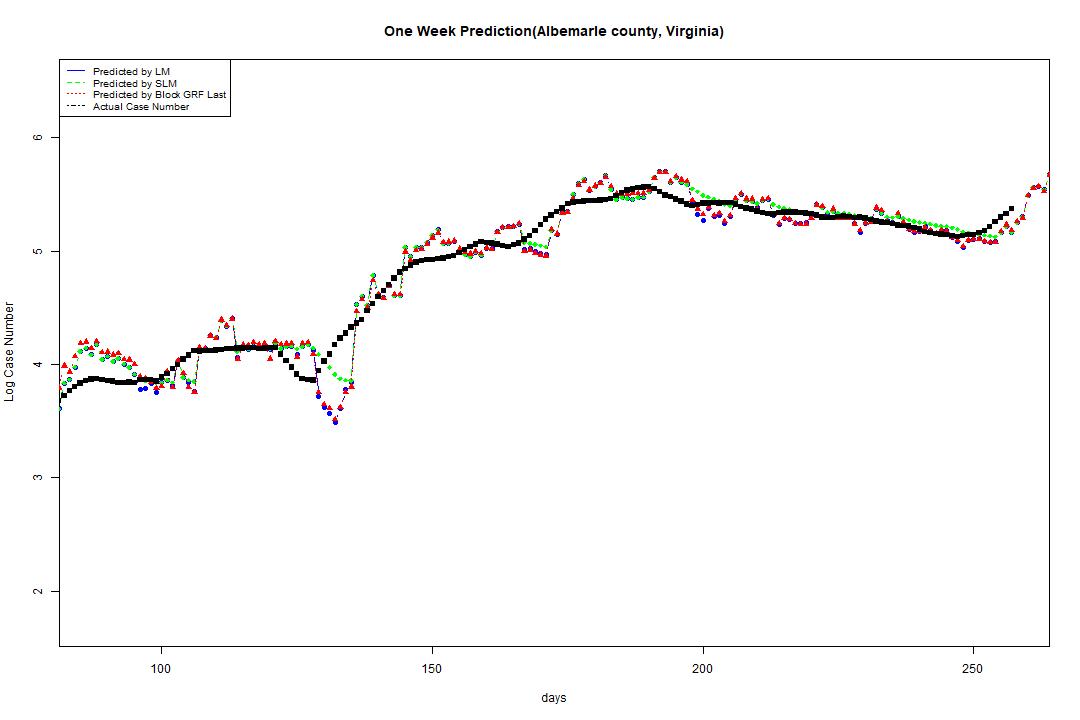 One Week Prediction(Albemarle county, Virginia)
Predicted by LM
Predicted by SLM
Predicted by Block GRF Last
Actual Case Number
6
5
4
3
2
Log Case Number
100 150 200 250
days